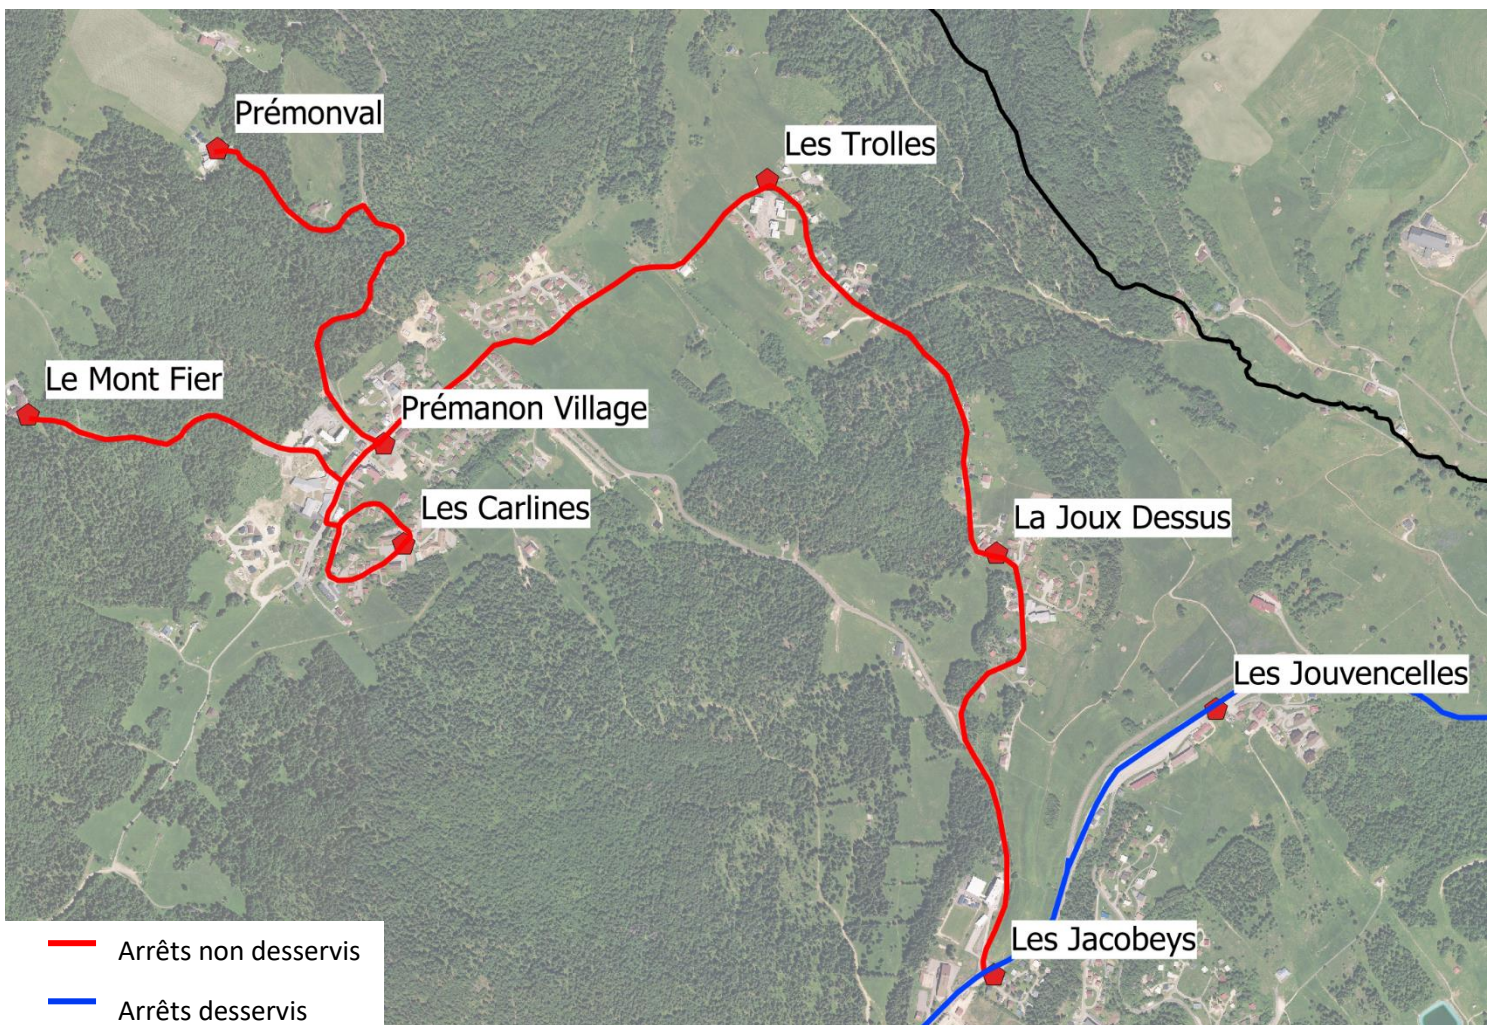 Prémonval
Les Trolles
Le Mont Fier
Prémanon Village
Les Carlines
La Joux Dessus
Les Jouvencelles
Les Jacobeys
Arrêts non desservis
Arrêts desservis